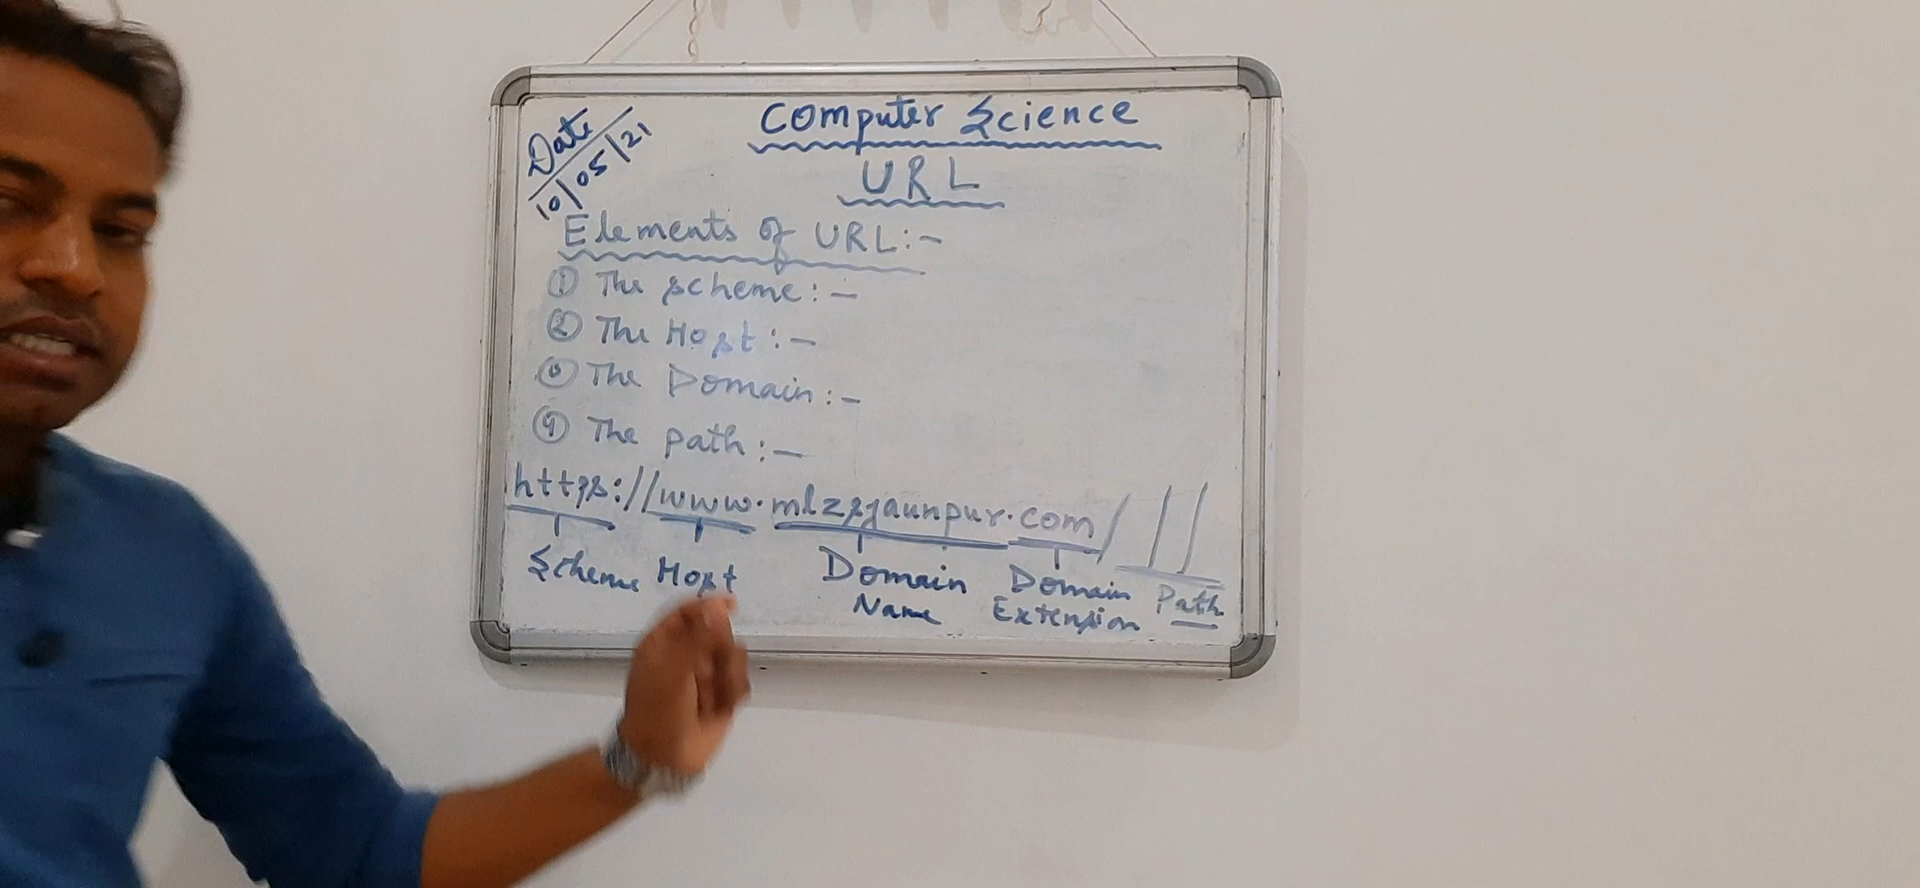 Date
10/05/21
Computer Science
URL
Elements of URL:-
① The scheme:-
② The Host:-
③ The Domain:-
④ The path:-
https://www.mlzsjaunpur.com/ / /
Scheme Host Domain Name Domain Extension Path